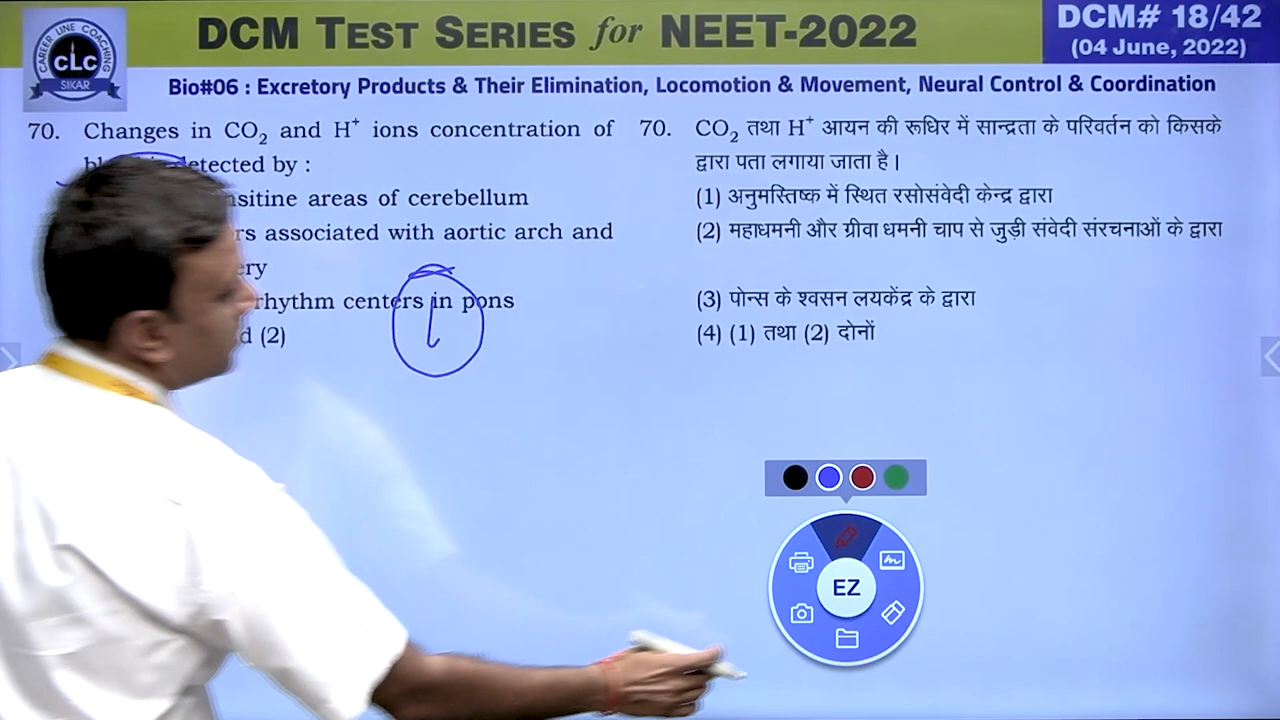 DCM TEST SERIES for NEET-2022
DCM# 18/42
(04 June, 2022)
CAREER LINE COACHING
CLC
SIKAR
Bio#06 : Excretory Products & Their Elimination, Locomotion & Movement, Neural Control & Coordination
70. Changes in CO₂ and H⁺ ions concentration of
detected by :
areas of cerebellum
associated with aortic arch and
rhythm centers in pons
(2)
70. CO₂ तथा H⁺ आयन की रूधिर में सान्द्रता के परिवर्तन को किसके
द्वारा पता लगाया जाता है।
(1) अनुमस्तिष्क में स्थित रसोसंवेदी केन्द्र द्वारा
(2) महाधमनी और ग्रीवा धमनी चाप से जुड़ी संवेदी संरचनाओं के द्वारा
(3) पोन्स के श्वसन लयकेंद्र के द्वारा
(4) (1) तथा (2) दोनों
EZ